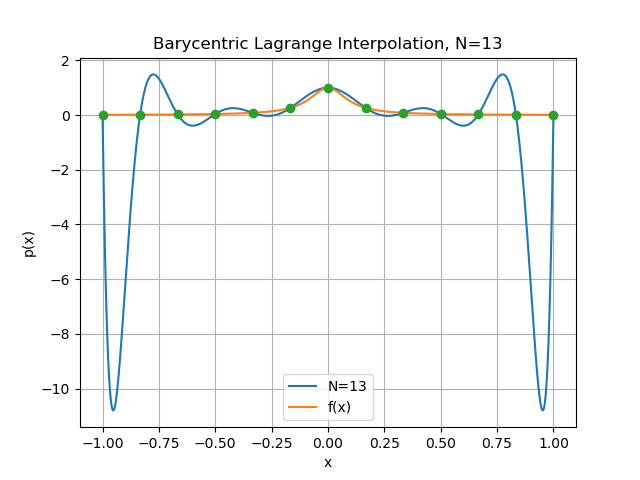 Barycentric Lagrange Interpolation, N=13
2
0
−2
−4
−6
−8
−10
p(x)
N=13
f(x)
−1.00 −0.75 −0.50 −0.25 0.00 0.25 0.50 0.75 1.00
x